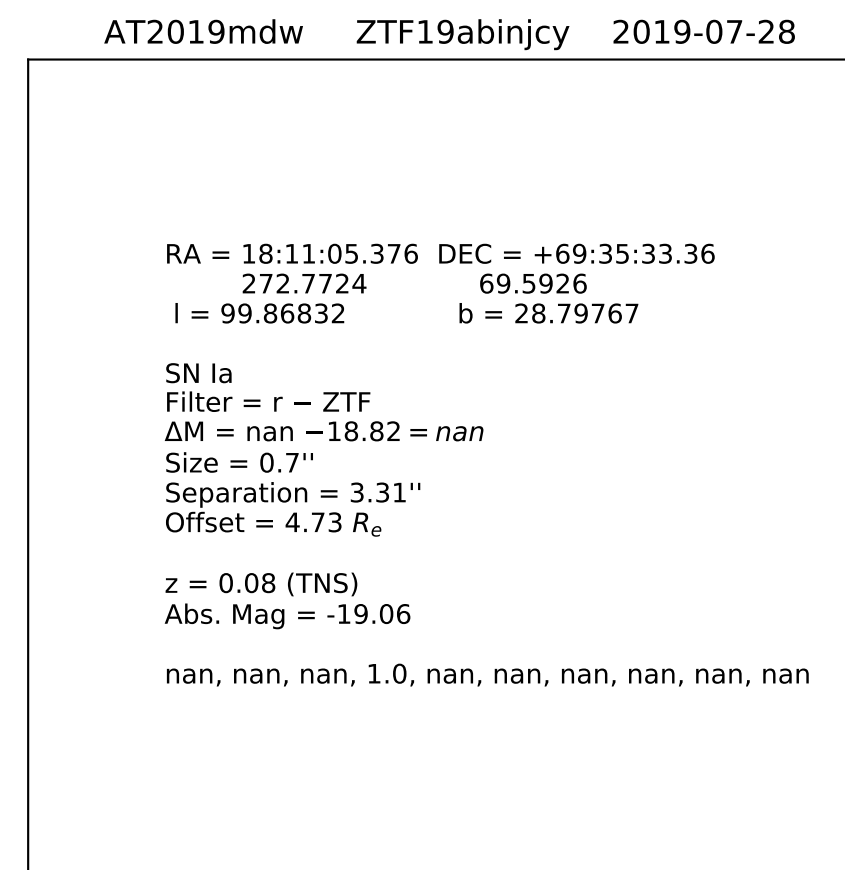 AT2019mdw ZTF19abinjcy 2019-07-28
RA = 18:11:05.376 DEC = +69:35:33.36
272.7724 69.5926
l = 99.86832 b = 28.79767
SN Ia
Filter = r − ZTF
ΔM = nan −18.82 = nan
Size = 0.7''
Separation = 3.31''
Offset = 4.73 Re
z = 0.08 (TNS)
Abs. Mag = -19.06
nan, nan, nan, 1.0, nan, nan, nan, nan, nan, nan